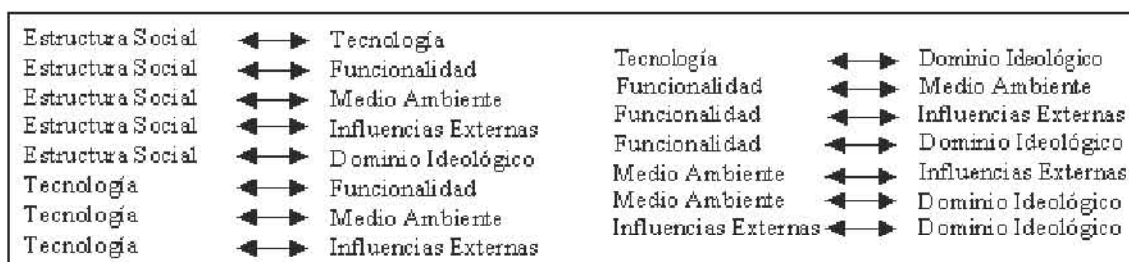 Estructura Social ◄─► Tecnología
Estructura Social ◄─► Funcionalidad
Estructura Social ◄─► Medio Ambiente
Estructura Social ◄─► Influencias Externas
Estructura Social ◄─► Dominio Ideológico
Tecnología ◄─► Funcionalidad
Tecnología ◄─► Medio Ambiente
Tecnología ◄─► Influencias Externas
Tecnología ◄─► Dominio Ideológico
Funcionalidad ◄─► Medio Ambiente
Funcionalidad ◄─► Influencias Externas
Funcionalidad ◄─► Dominio Ideológico
Medio Ambiente ◄─► Influencias Externas
Medio Ambiente ◄─► Dominio Ideológico
Influencias Externas ◄─► Dominio Ideológico